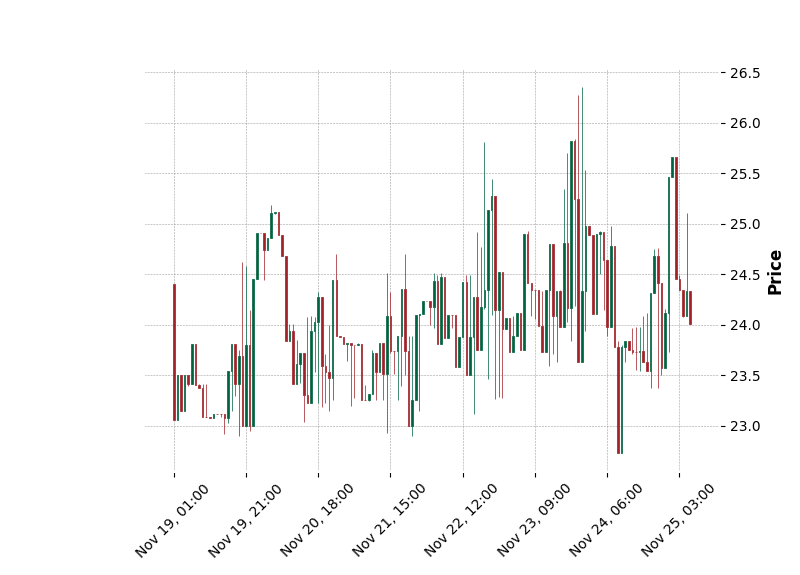 26.5
26.0
25.5
25.0
24.5
24.0
23.5
23.0
Price
Nov 19, 01:00
Nov 19, 21:00
Nov 20, 18:00
Nov 21, 15:00
Nov 22, 12:00
Nov 23, 09:00
Nov 24, 06:00
Nov 25, 03:00